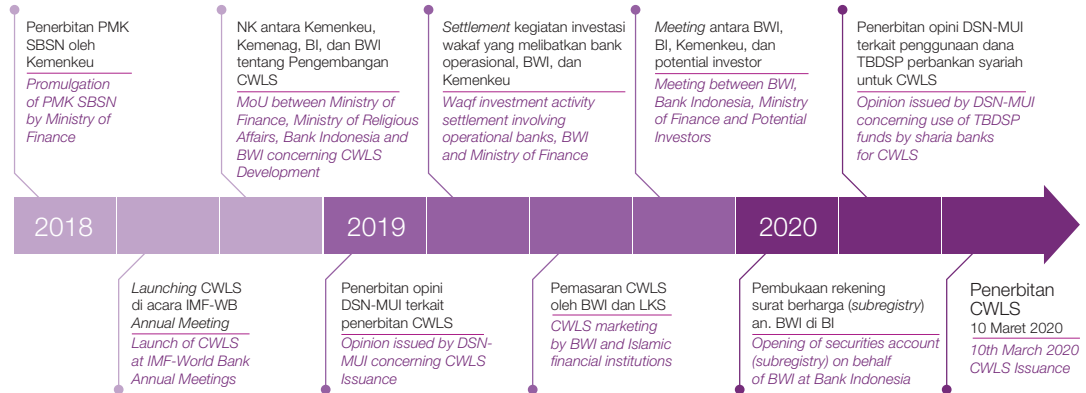 Penerbitan PMK
SBSN oleh
Kemenkeu
Promulgation
of PMK SBSN
by Ministry of
Finance
NK antara Kemenkeu,
Kemenag, BI, dan BWI
tentang Pengembangan
CWLS
MoU between Ministry of
Finance, Ministry of Religious
Affairs, Bank Indonesia and
BWI concerning CWLS
Development
Settlement kegiatan investasi
wakaf yang melibatkan bank
operasional, BWI, dan
Kemenkeu
Waqf investment activity
settlement involving
operational banks, BWI
and Ministry of Finance
Meeting antara BWI,
BI, Kemenkeu, dan
potential investor
Meeting between BWI,
Bank Indonesia, Ministry
of Finance and Potential
Investors
Penerbitan opini DSN-MUI
terkait penggunaan dana
TBDSP perbankan syariah
untuk CWLS
Opinion issued by DSN-MUI
concerning use of TBDSP
funds by sharia banks
for CWLS
2018
2019
2020
Launching CWLS
di acara IMF-WB
Annual Meeting
Launch of CWLS
at IMF-World Bank
Annual Meetings
Penerbitan opini
DSN-MUI terkait
penerbitan CWLS
Opinion issued by DSN-
MUI concerning CWLS
Issuance
Pemasaran CWLS
oleh BWI dan LKS
CWLS marketing
by BWI and Islamic
financial institutions
Pembukaan rekening
surat berharga (subregistry)
an. BWI di BI
Opening of securities account
(subregistry) on behalf
of BWI at Bank Indonesia
Penerbitan
CWLS
10 Maret 2020
10th March 2020
CWLS Issuance